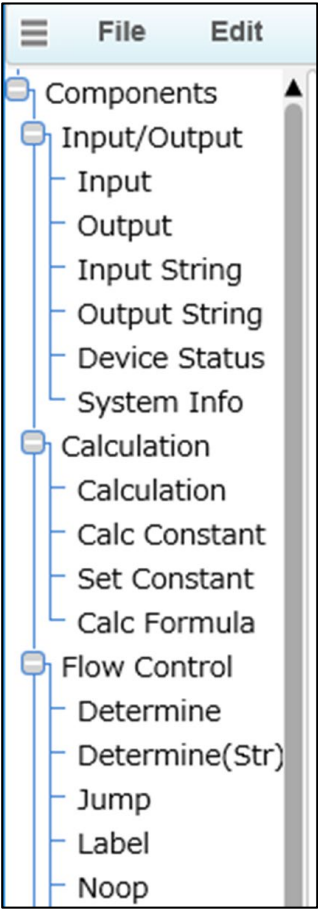 File Edit
Components
Input/Output
Input
Output
Input String
Output String
Device Status
System Info
Calculation
Calculation
Calc Constant
Set Constant
Calc Formula
Flow Control
Determine
Determine(Str)
Jump
Label
Noop